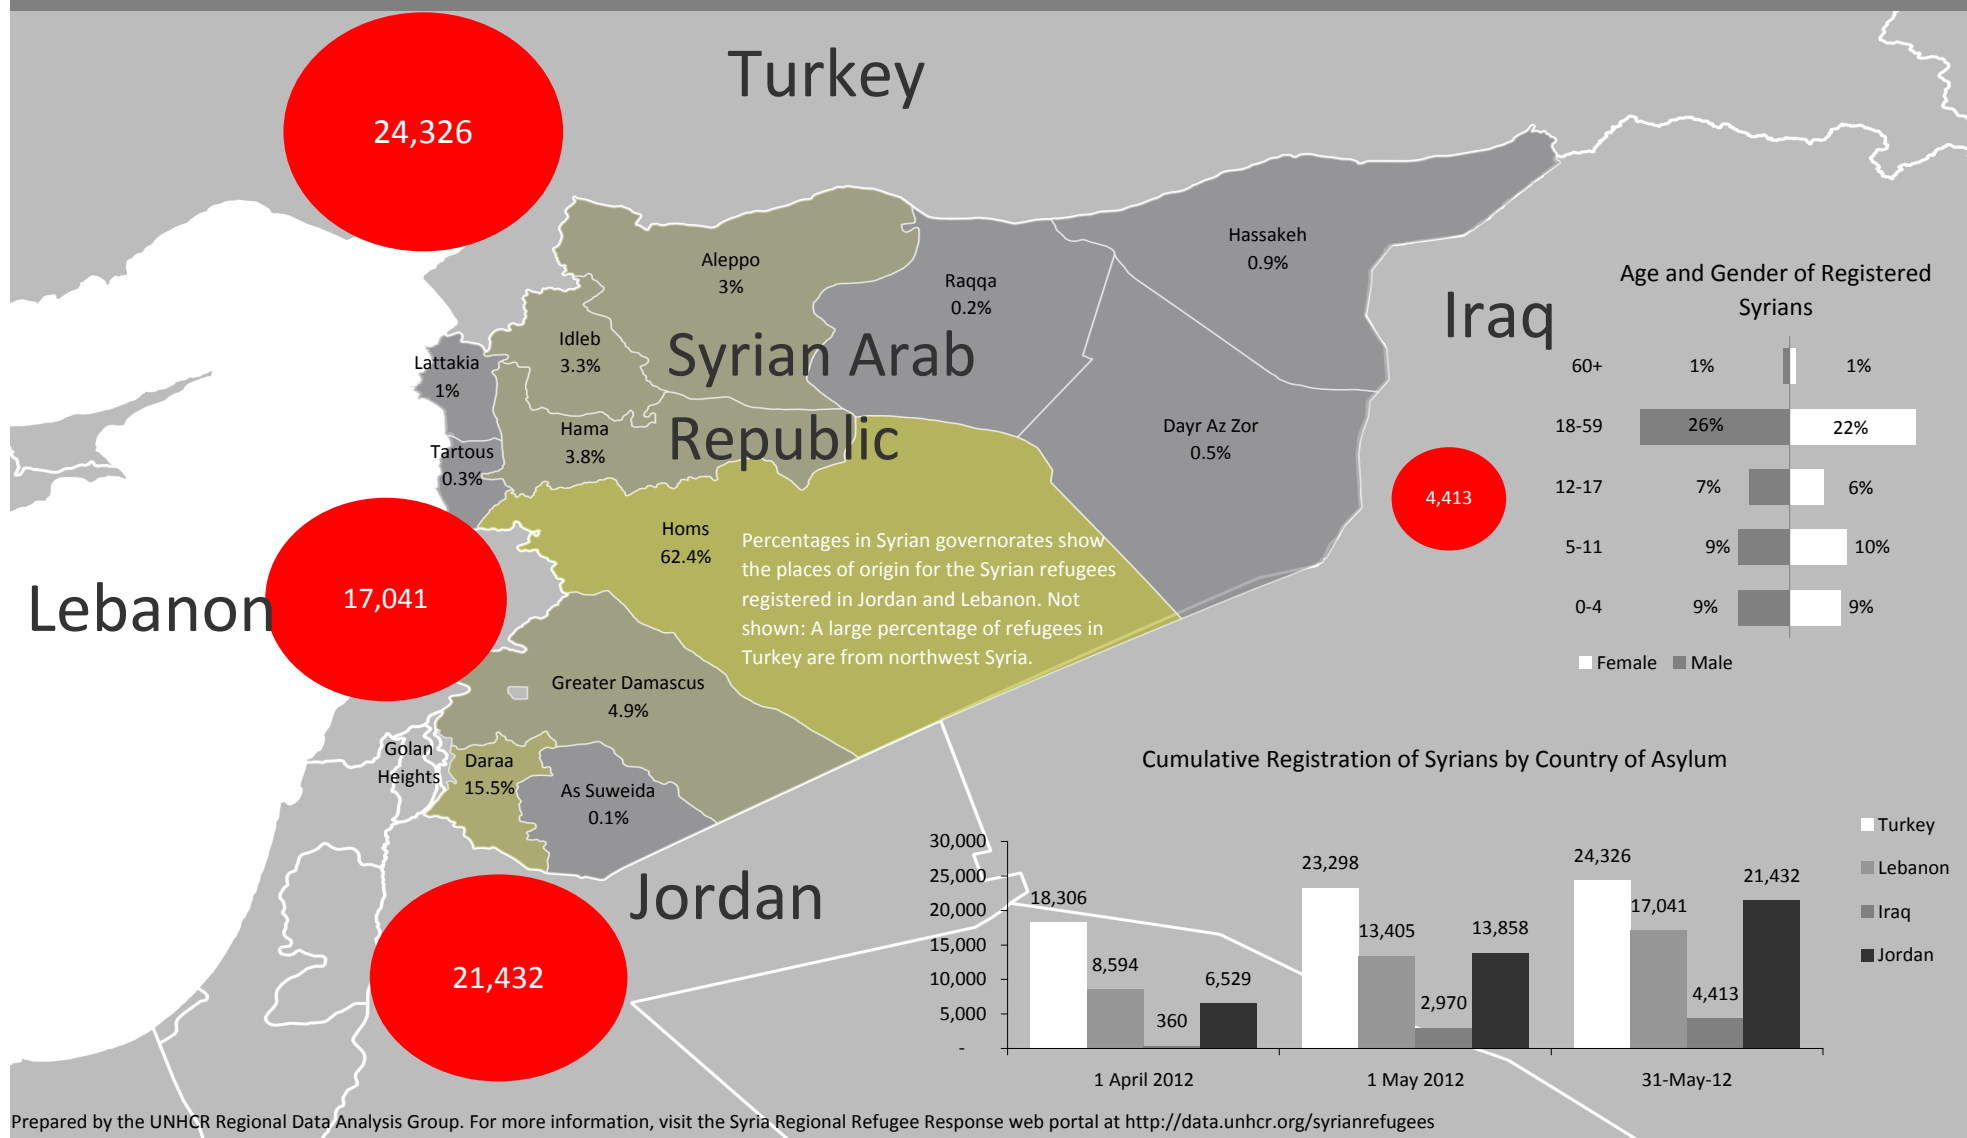 Turkey
24,326
Hassakeh
0.9%
Aleppo
3%
Raqqa
0.2%
Iraq
Idleb
3.3%
Syrian Arab
Republic
Lattakia
1%
Hama
3.8%
Tartous
0.3%
Dayr Az Zor
0.5%
4,413
Homs
62.4%
Percentages in Syrian governorates show
the places of origin for the Syrian refugees
registered in Jordan and Lebanon. Not
shown: A large percentage of refugees in
Turkey are from northwest Syria.
Lebanon
17,041
Greater Damascus
4.9%
Golan
Heights
Daraa
15.5%
As Suweida
0.1%
Jordan
21,432
Age and Gender of Registered
Syrians
60+ 1% 1%
18-59 26% 22%
12-17 7% 6%
5-11 9% 10%
0-4 9% 9%
Female Male
Cumulative Registration of Syrians by Country of Asylum
30,000
25,000
20,000
15,000
10,000
5,000
-
18,306
8,594
360
6,529
23,298
13,405
2,970
13,858
24,326
17,041
4,413
21,432
1 April 2012 1 May 2012 31-May-12
Turkey
Lebanon
Iraq
Jordan
Prepared by the UNHCR Regional Data Analysis Group. For more information, visit the Syria Regional Refugee Response web portal at http://data.unhcr.org/syrianrefugees